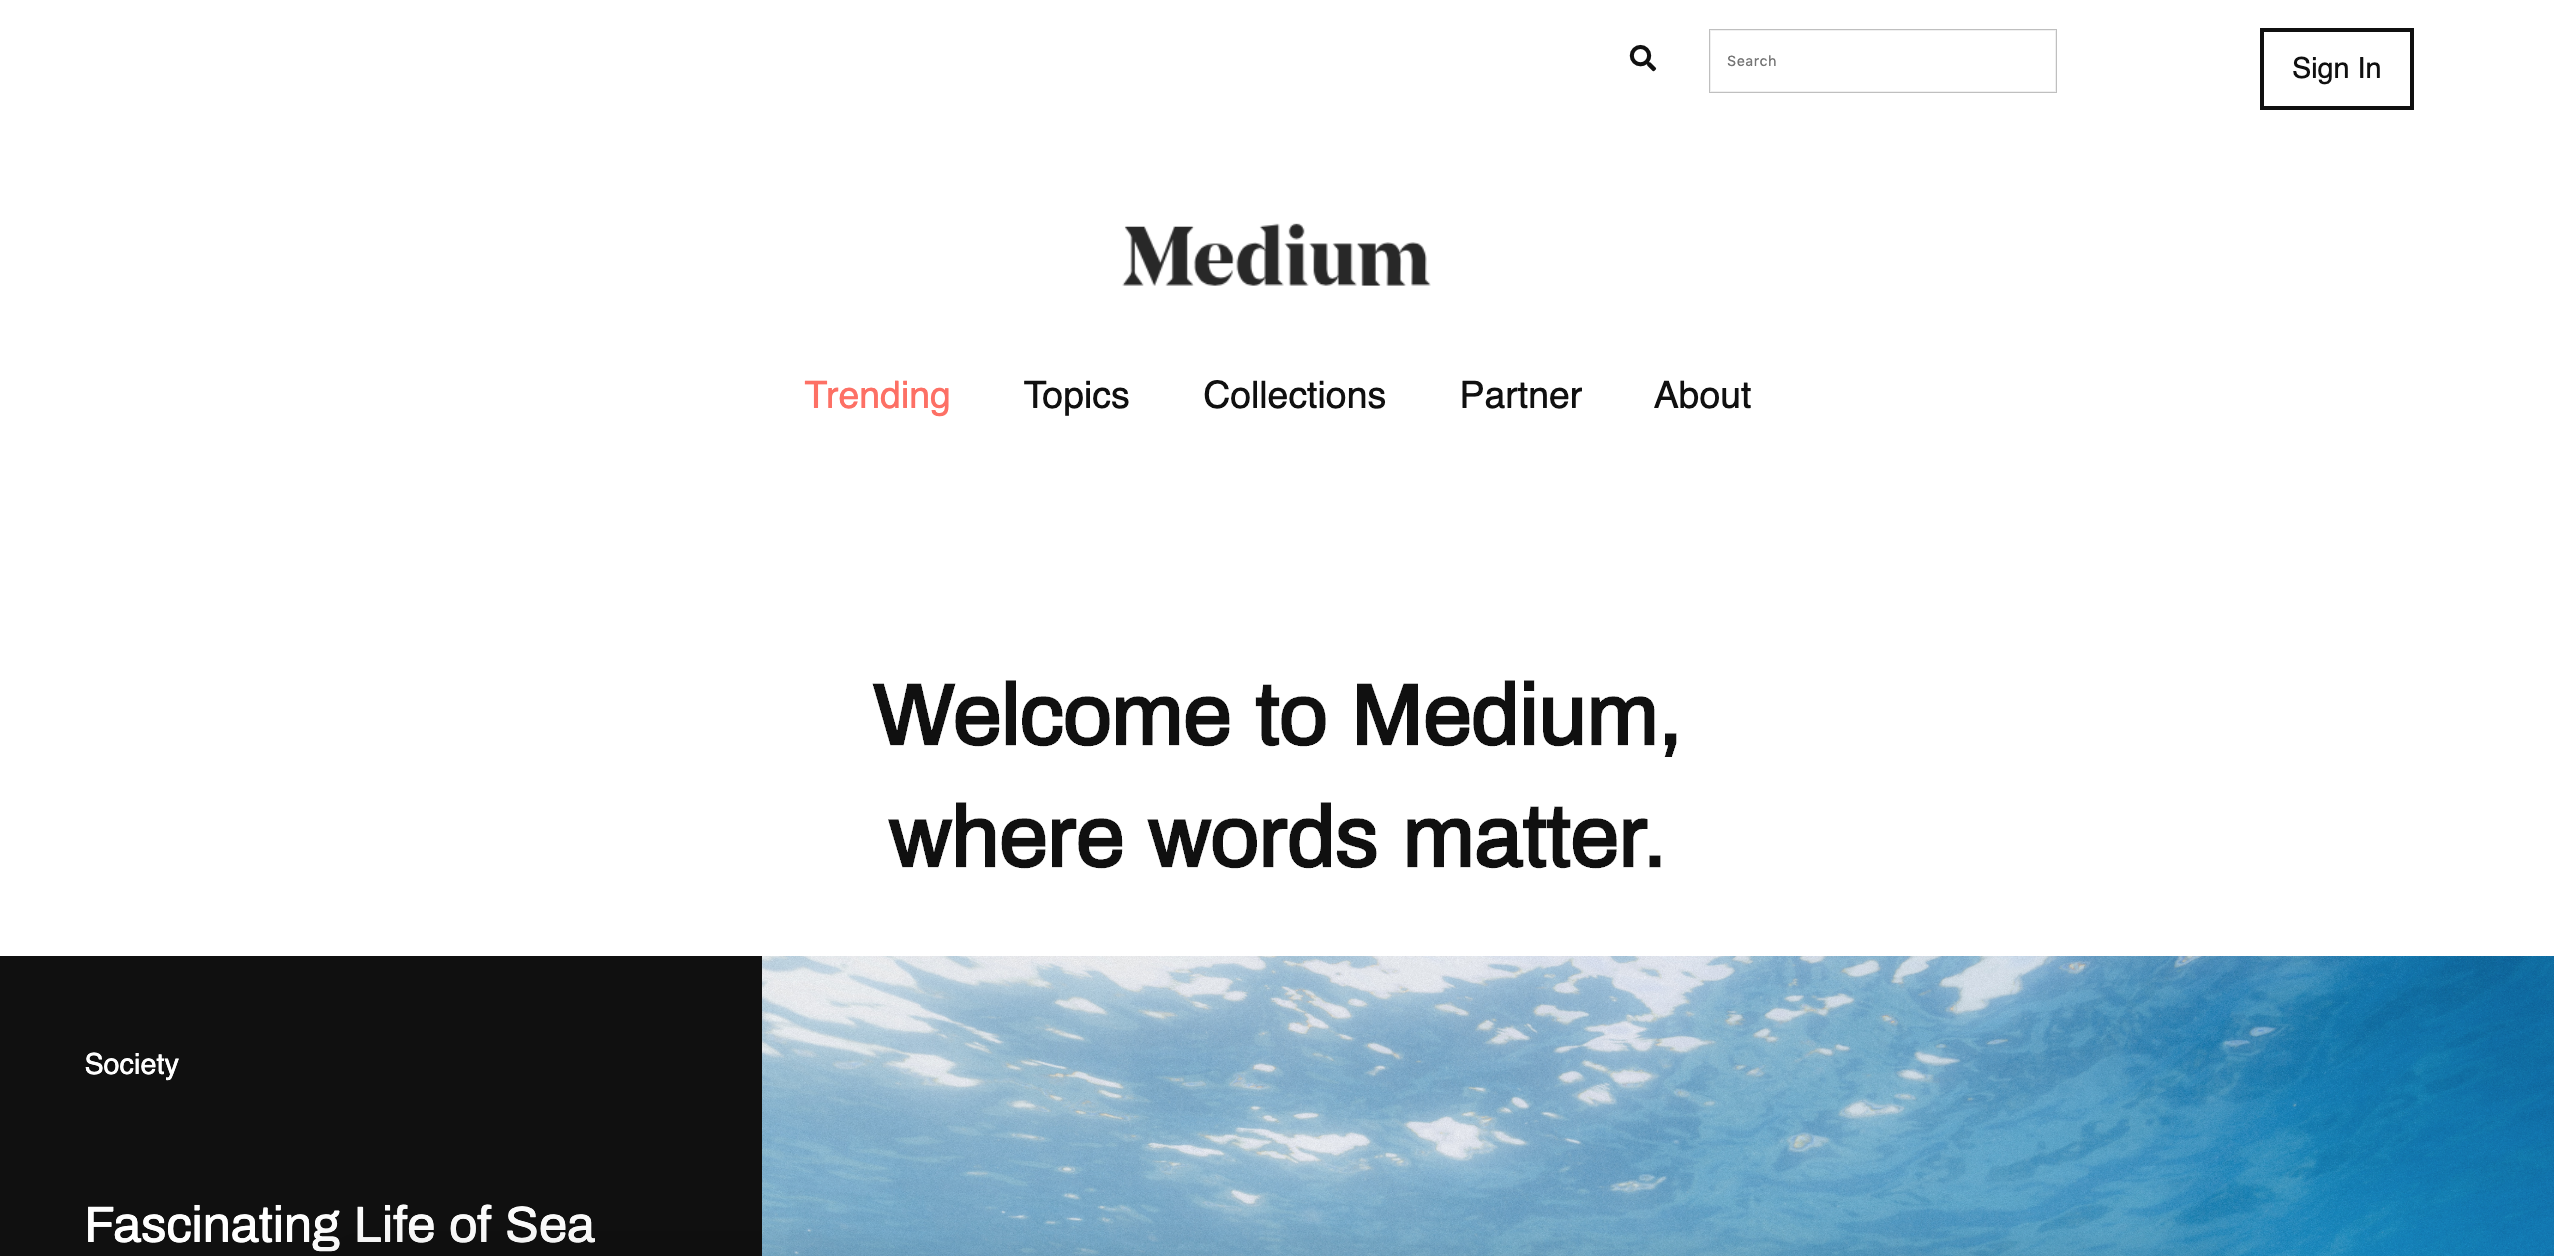 Search
Sign In
Medium
Trending Topics Collections Partner About
Welcome to Medium,
where words matter.
Society
Fascinating Life of Sea